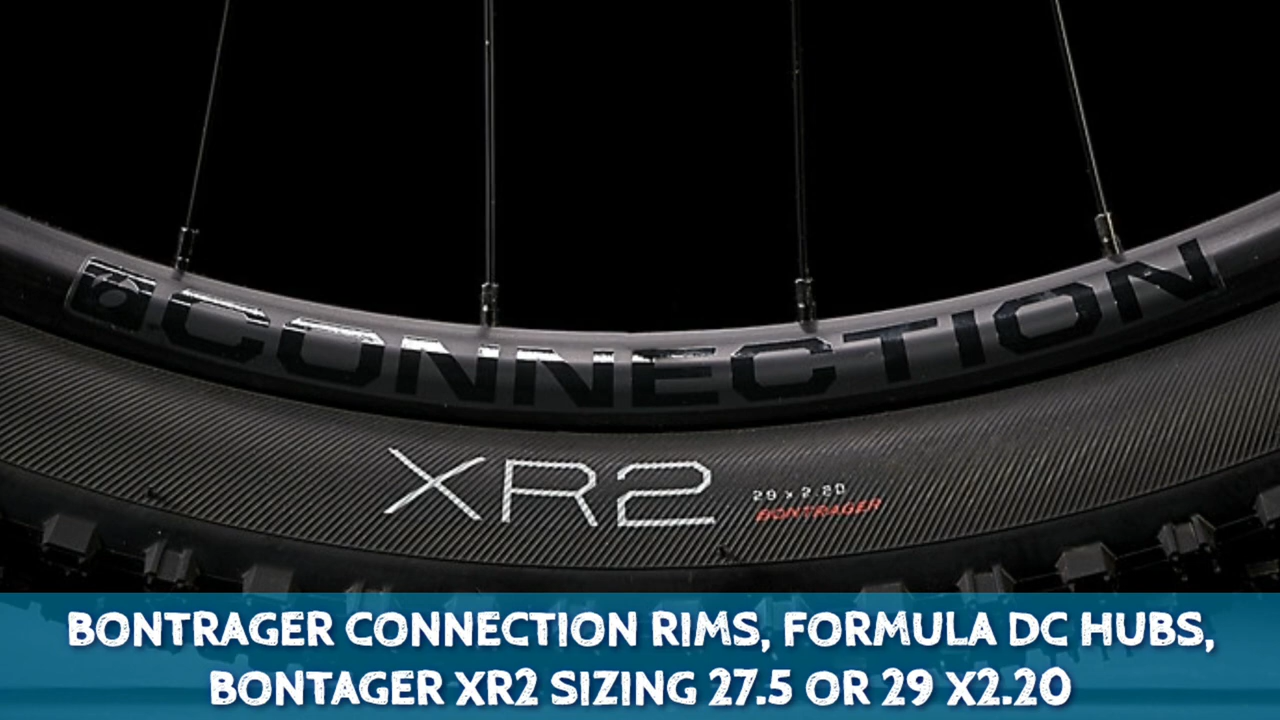 CONNECTION
XR2
29 x 2.20
BONTRAGER
BONTRAGER CONNECTION RIMS, FORMULA DC HUBS,
BONTAGER XR2 SIZING 27.5 OR 29 X2.20